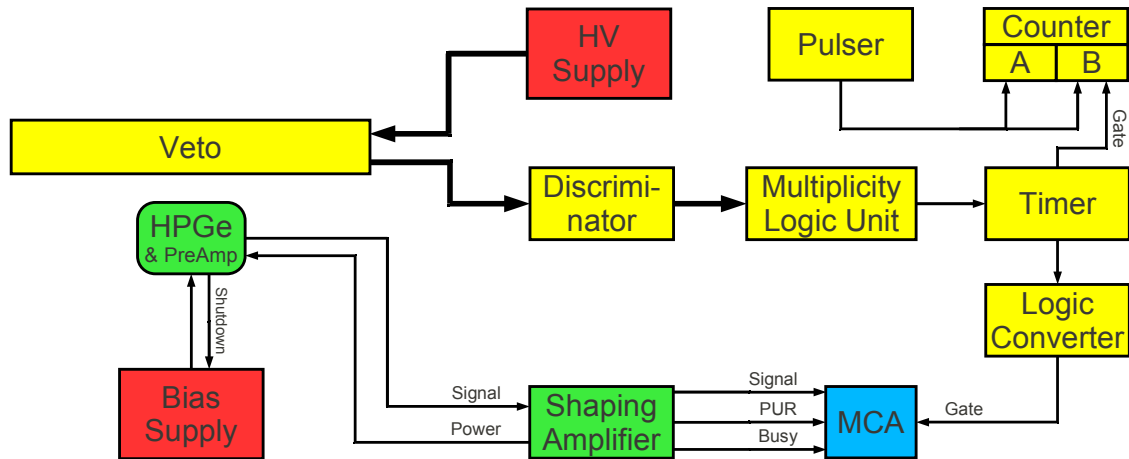 HV
Supply
Pulser
Counter
A
B
Gate
Veto
Discrimi-
nator
Multiplicity
Logic Unit
Timer
HPGe
& PreAmp
Shutdown
Logic
Converter
Bias
Supply
Signal
Power
Shaping
Amplifier
Signal
PUR
Busy
MCA
Gate